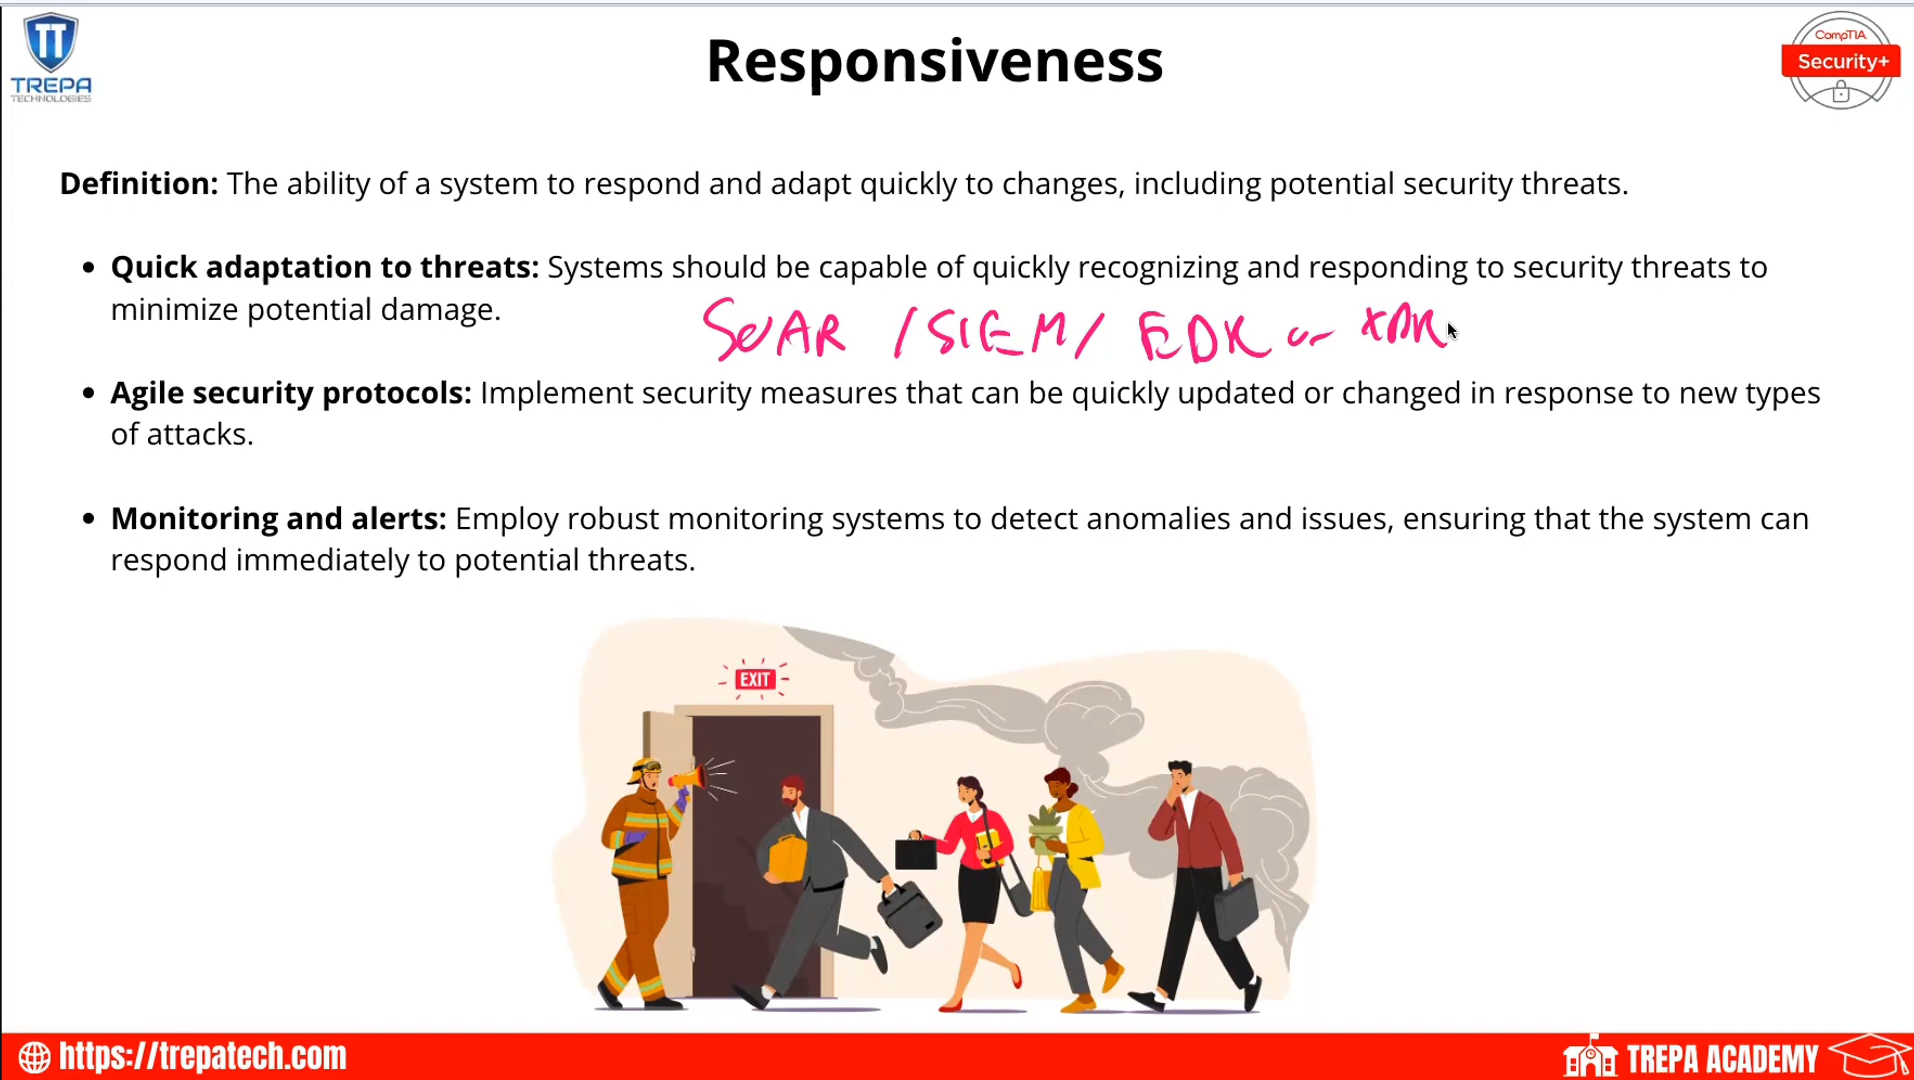 TT
TREPA
TECHNOLOGIES
Responsiveness
CompTIA
Security+
Definition: The ability of a system to respond and adapt quickly to changes, including potential security threats.
• Quick adaptation to threats: Systems should be capable of quickly recognizing and responding to security threats to
minimize potential damage.
SOAR / SIEM / EDR or XDR
• Agile security protocols: Implement security measures that can be quickly updated or changed in response to new types
of attacks.
• Monitoring and alerts: Employ robust monitoring systems to detect anomalies and issues, ensuring that the system can
respond immediately to potential threats.
EXIT
https://trepatech.com
TREPA ACADEMY